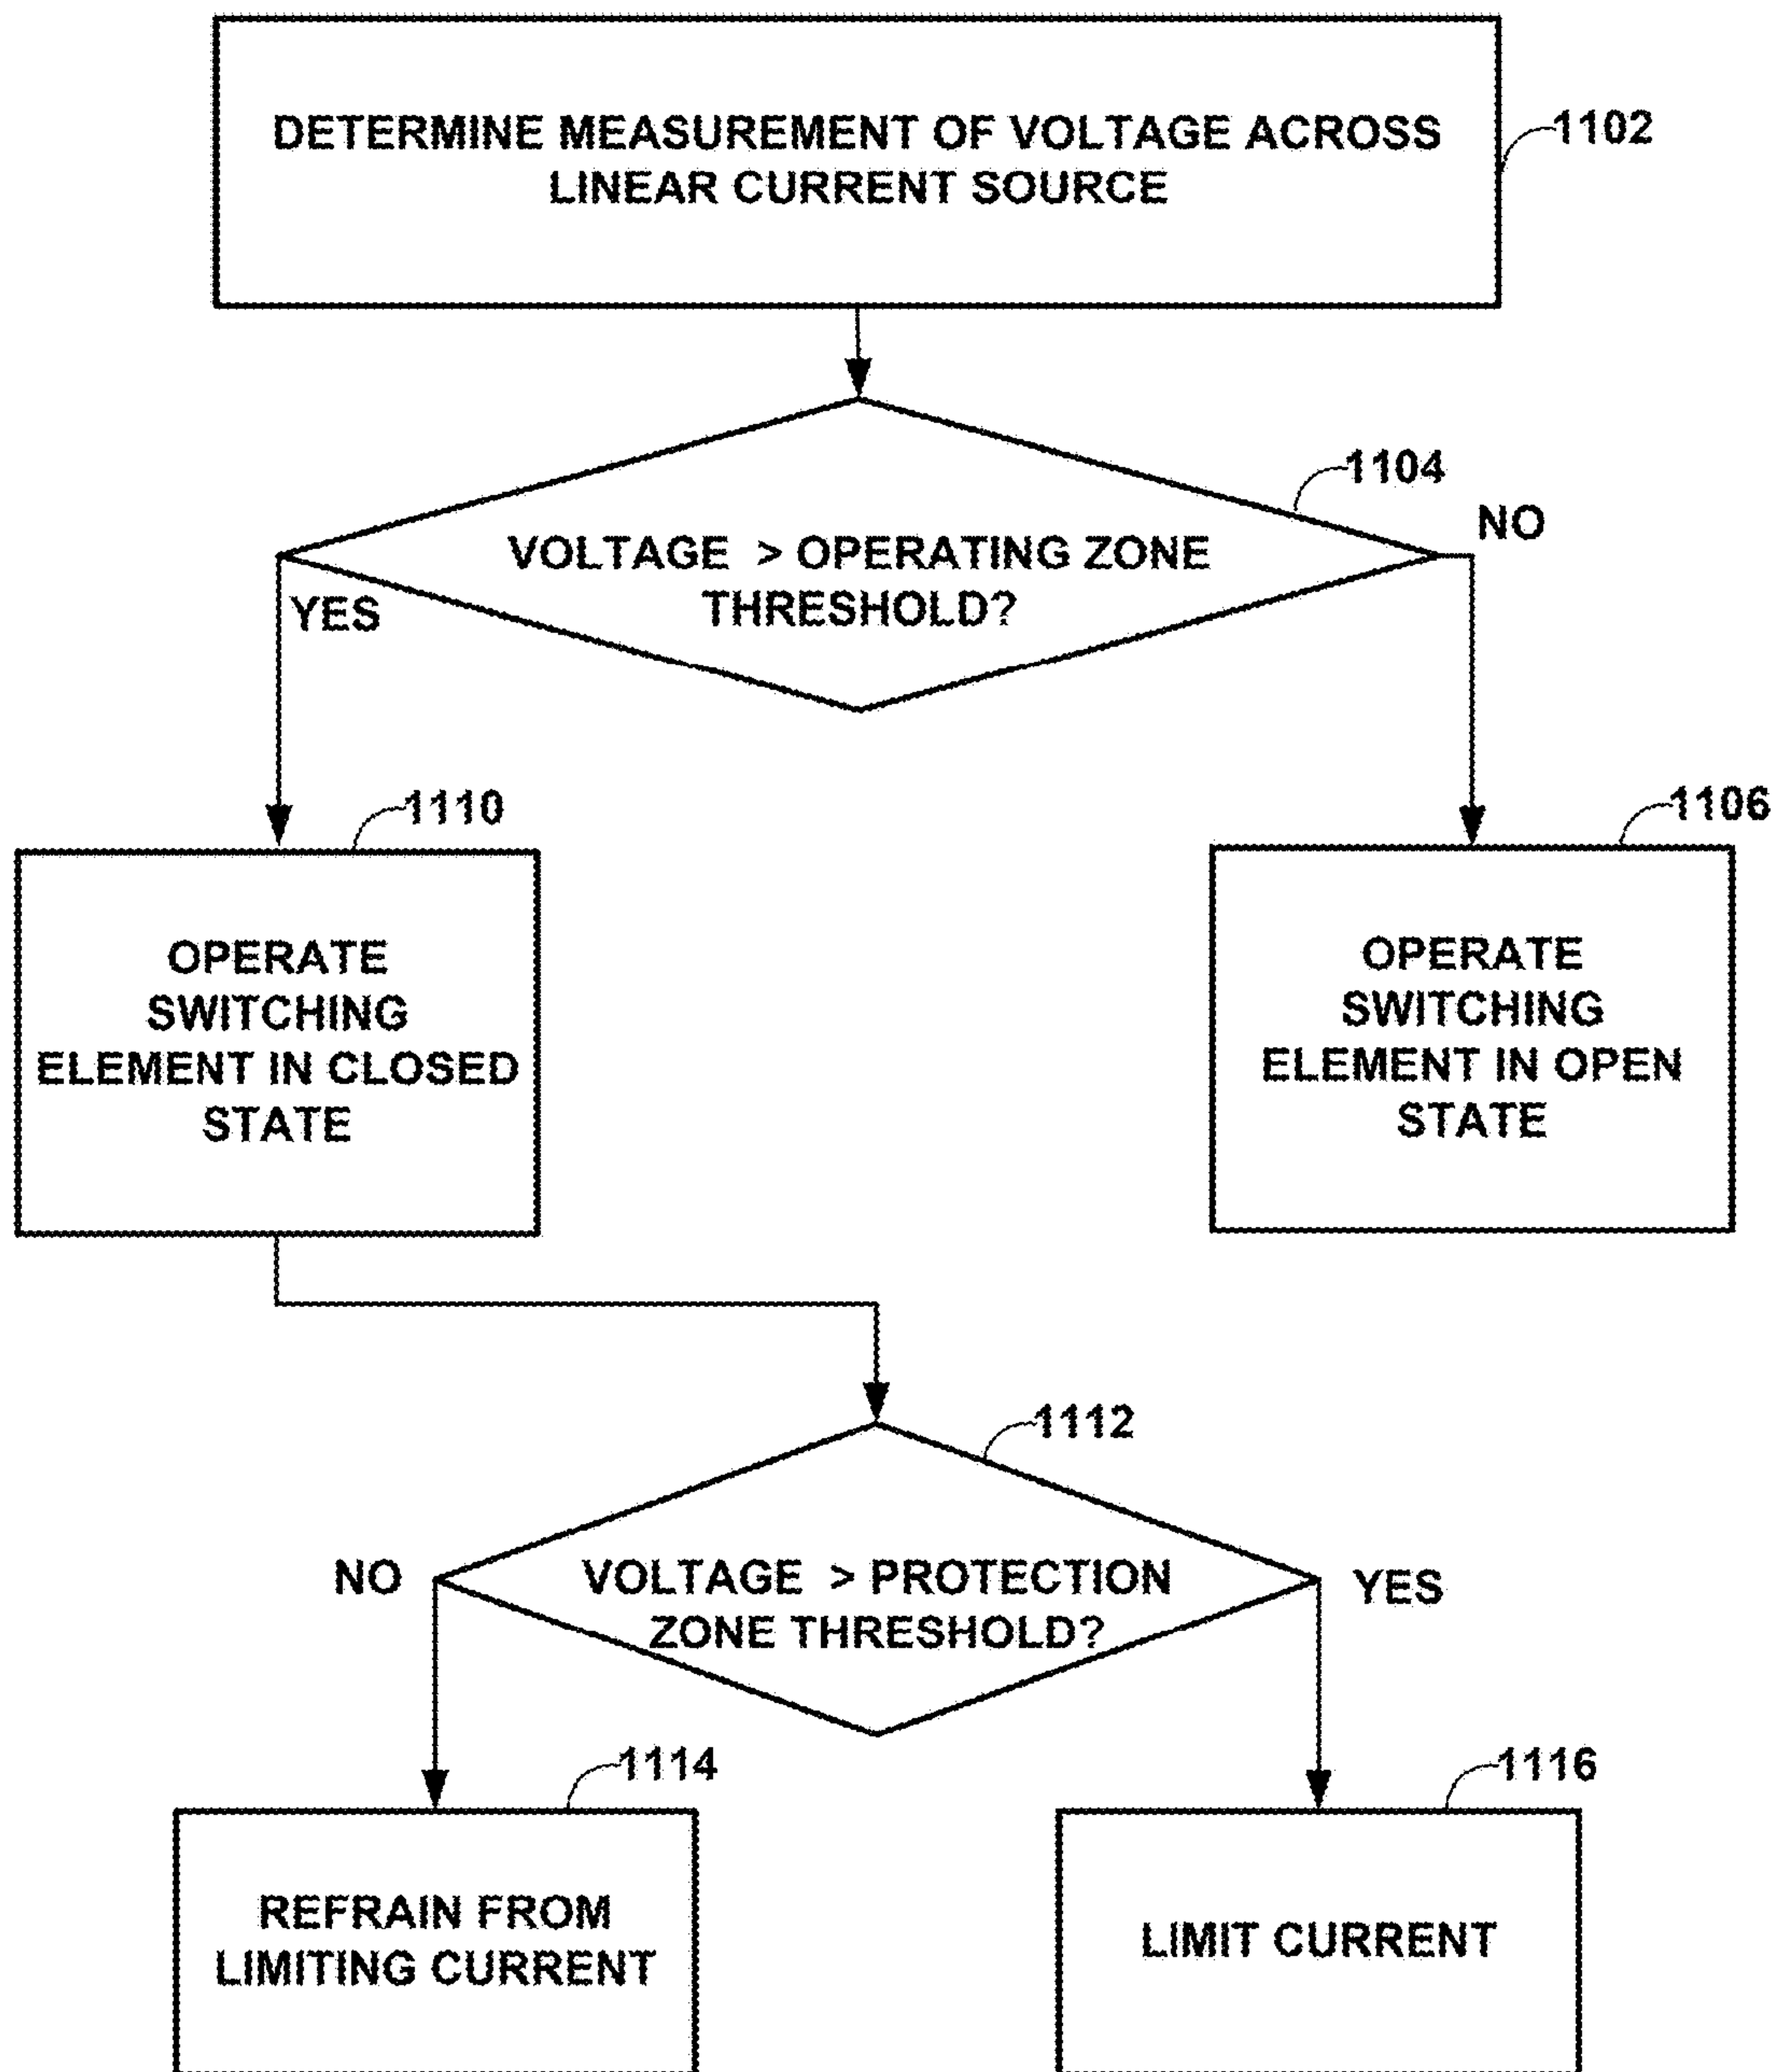 DETERMINE MEASUREMENT OF VOLTAGE ACROSS
LINEAR CURRENT SOURCE
1102
1104
NO
VOLTAGE > OPERATING ZONE
THRESHOLD?
YES
1110
1106
OPERATE
SWITCHING
ELEMENT IN CLOSED
STATE
OPERATE
SWITCHING
ELEMENT IN OPEN
STATE
1112
NO
VOLTAGE > PROTECTION
ZONE THRESHOLD?
YES
1114
1116
REFRAIN FROM
LIMITING CURRENT
LIMIT CURRENT